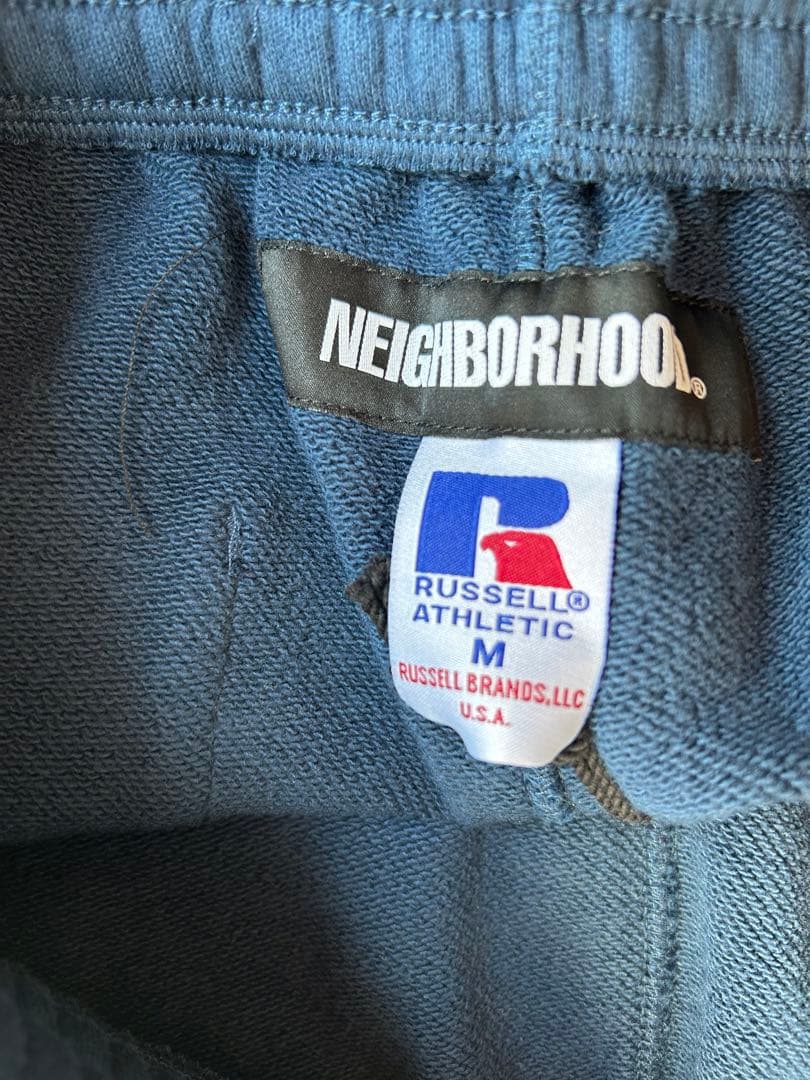 NEIGHBORHOOD®
RUSSELL®
ATHLETIC
M
RUSSELL BRANDS,LLC
U.S.A.